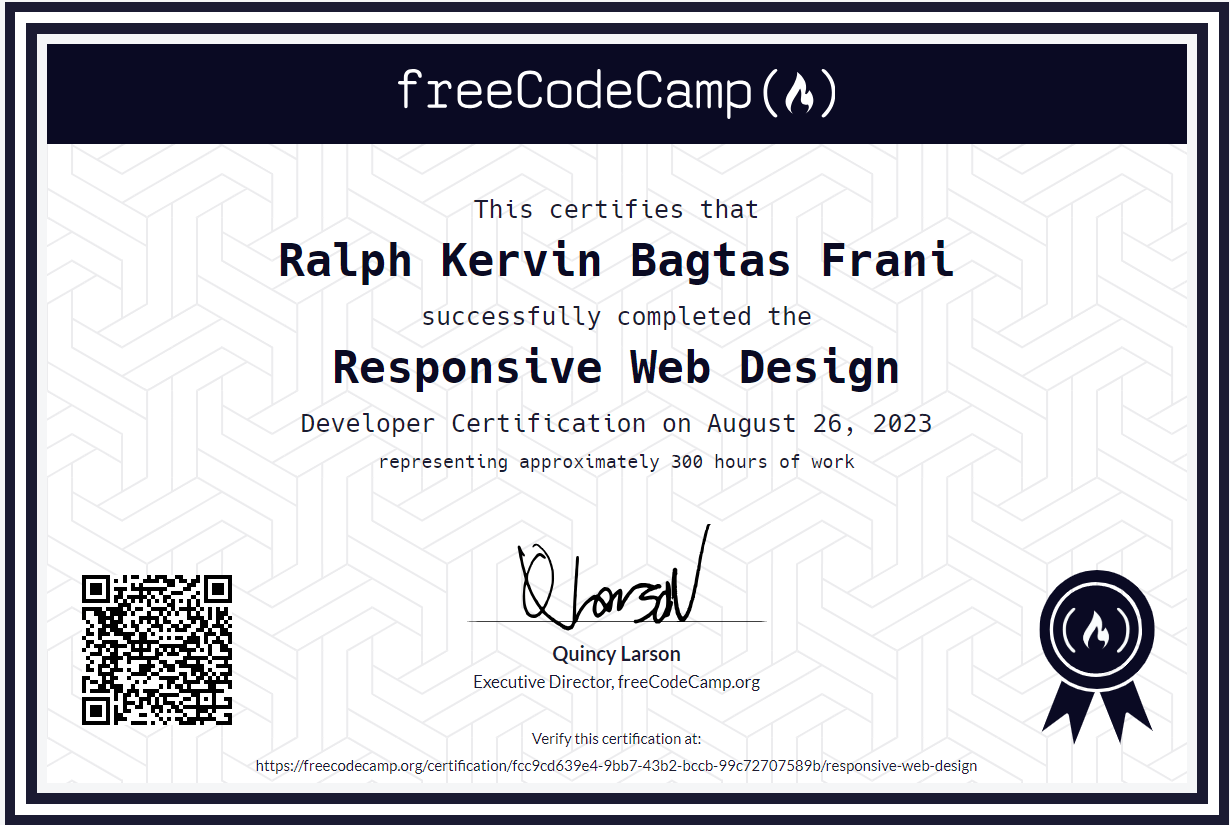 freeCodeCamp
This certifies that
Ralph Kervin Bagtas Frani
successfully completed the
Responsive Web Design
Developer Certification on August 26, 2023
representing approximately 300 hours of work
Q Larson
Quincy Larson
Executive Director, freeCodeCamp.org
Verify this certification at:
https://freecodecamp.org/certification/fcc9cd639e4-9bb7-43b2-bccb-99c72707589b/responsive-web-design